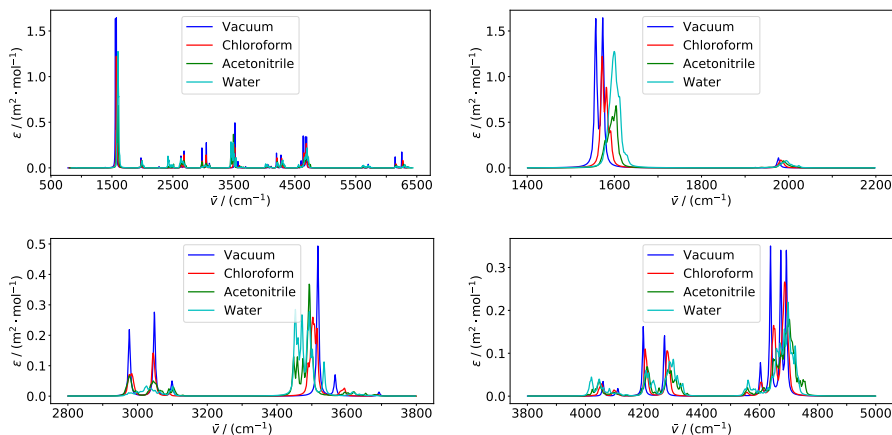 ε / (m² · mol⁻¹)
1.5
1.0
0.5
0.0
Vacuum
Chloroform
Acetonitrile
Water
500 1500 2500 3500 4500 5500 6500
ν̃ / (cm⁻¹)
ε / (m² · mol⁻¹)
1.5
1.0
0.5
0.0
Vacuum
Chloroform
Acetonitrile
Water
1400 1600 1800 2000 2200
ν̃ / (cm⁻¹)
ε / (m² · mol⁻¹)
0.5
0.4
0.3
0.2
0.1
0.0
Vacuum
Chloroform
Acetonitrile
Water
2800 3000 3200 3400 3600 3800
ν̃ / (cm⁻¹)
ε / (m² · mol⁻¹)
0.3
0.2
0.1
0.0
Vacuum
Chloroform
Acetonitrile
Water
3800 4000 4200 4400 4600 4800 5000
ν̃ / (cm⁻¹)